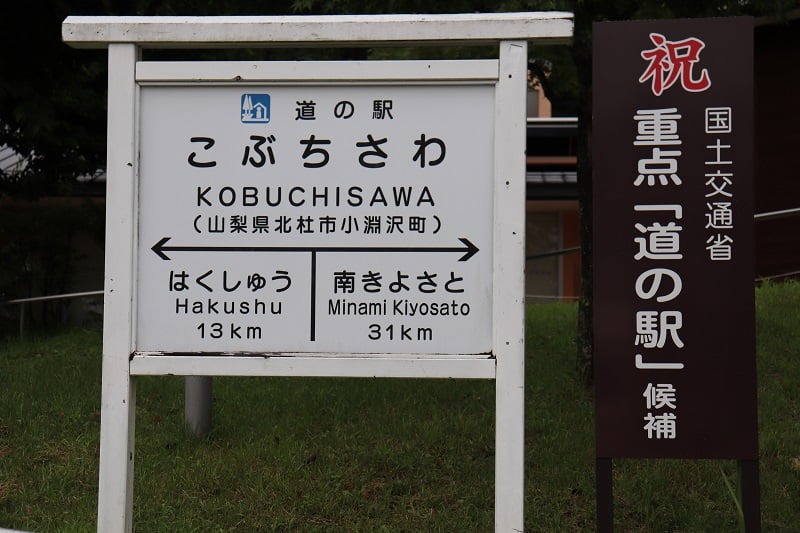 道の駅
こぶちさわ
KOBUCHISAWA
(山梨県北杜市小淵沢町)
はくしゅう
Hakushu
13km
南きよさと
Minami Kiyosato
31km
祝
国土交通省
重点「道の駅」候補